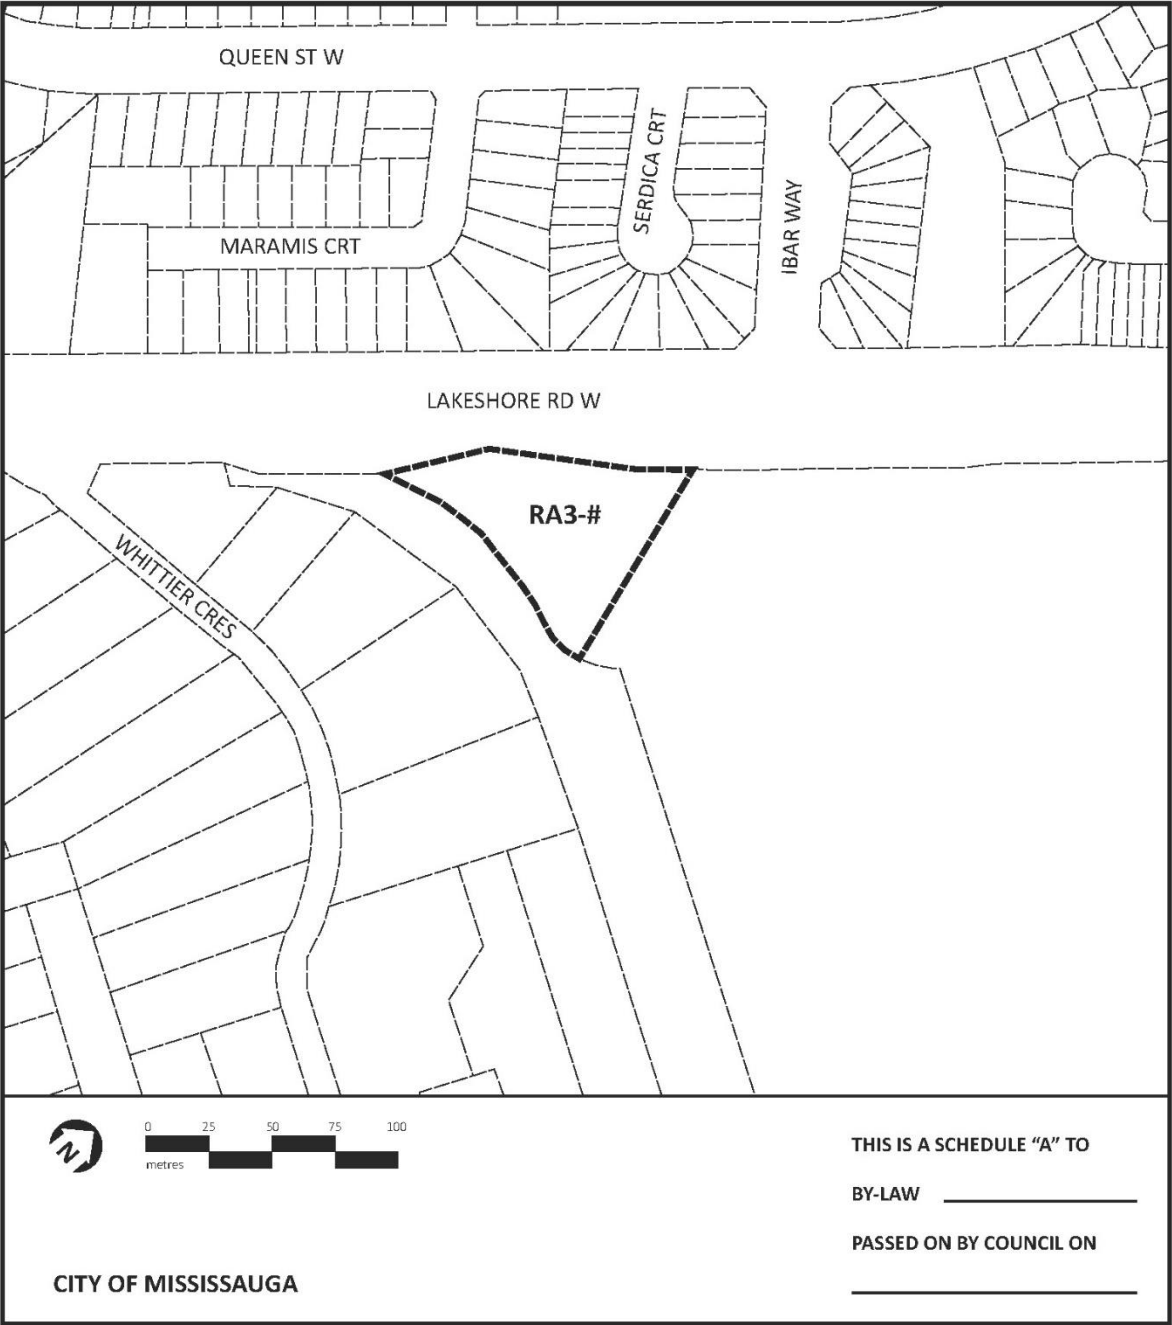 QUEEN ST W
SERDICA CRT
IBAR WAY
MARAMIS CRT
LAKESHORE RD W
RA3-#
WHITTIER CRES
N
0 25 50 75 100
metres
THIS IS A SCHEDULE “A” TO
BY-LAW
PASSED ON BY COUNCIL ON
CITY OF MISSISSAUGA